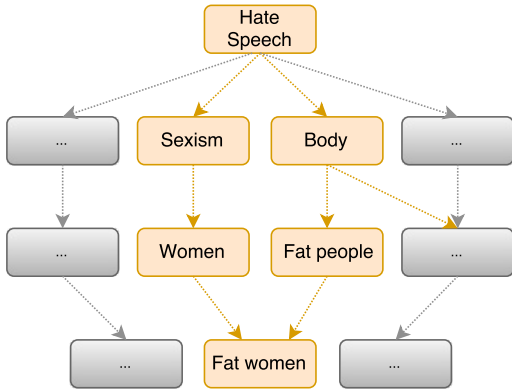 Hate
Speech
...
Sexism
Body
...
...
Women
Fat people
...
...
Fat women
...